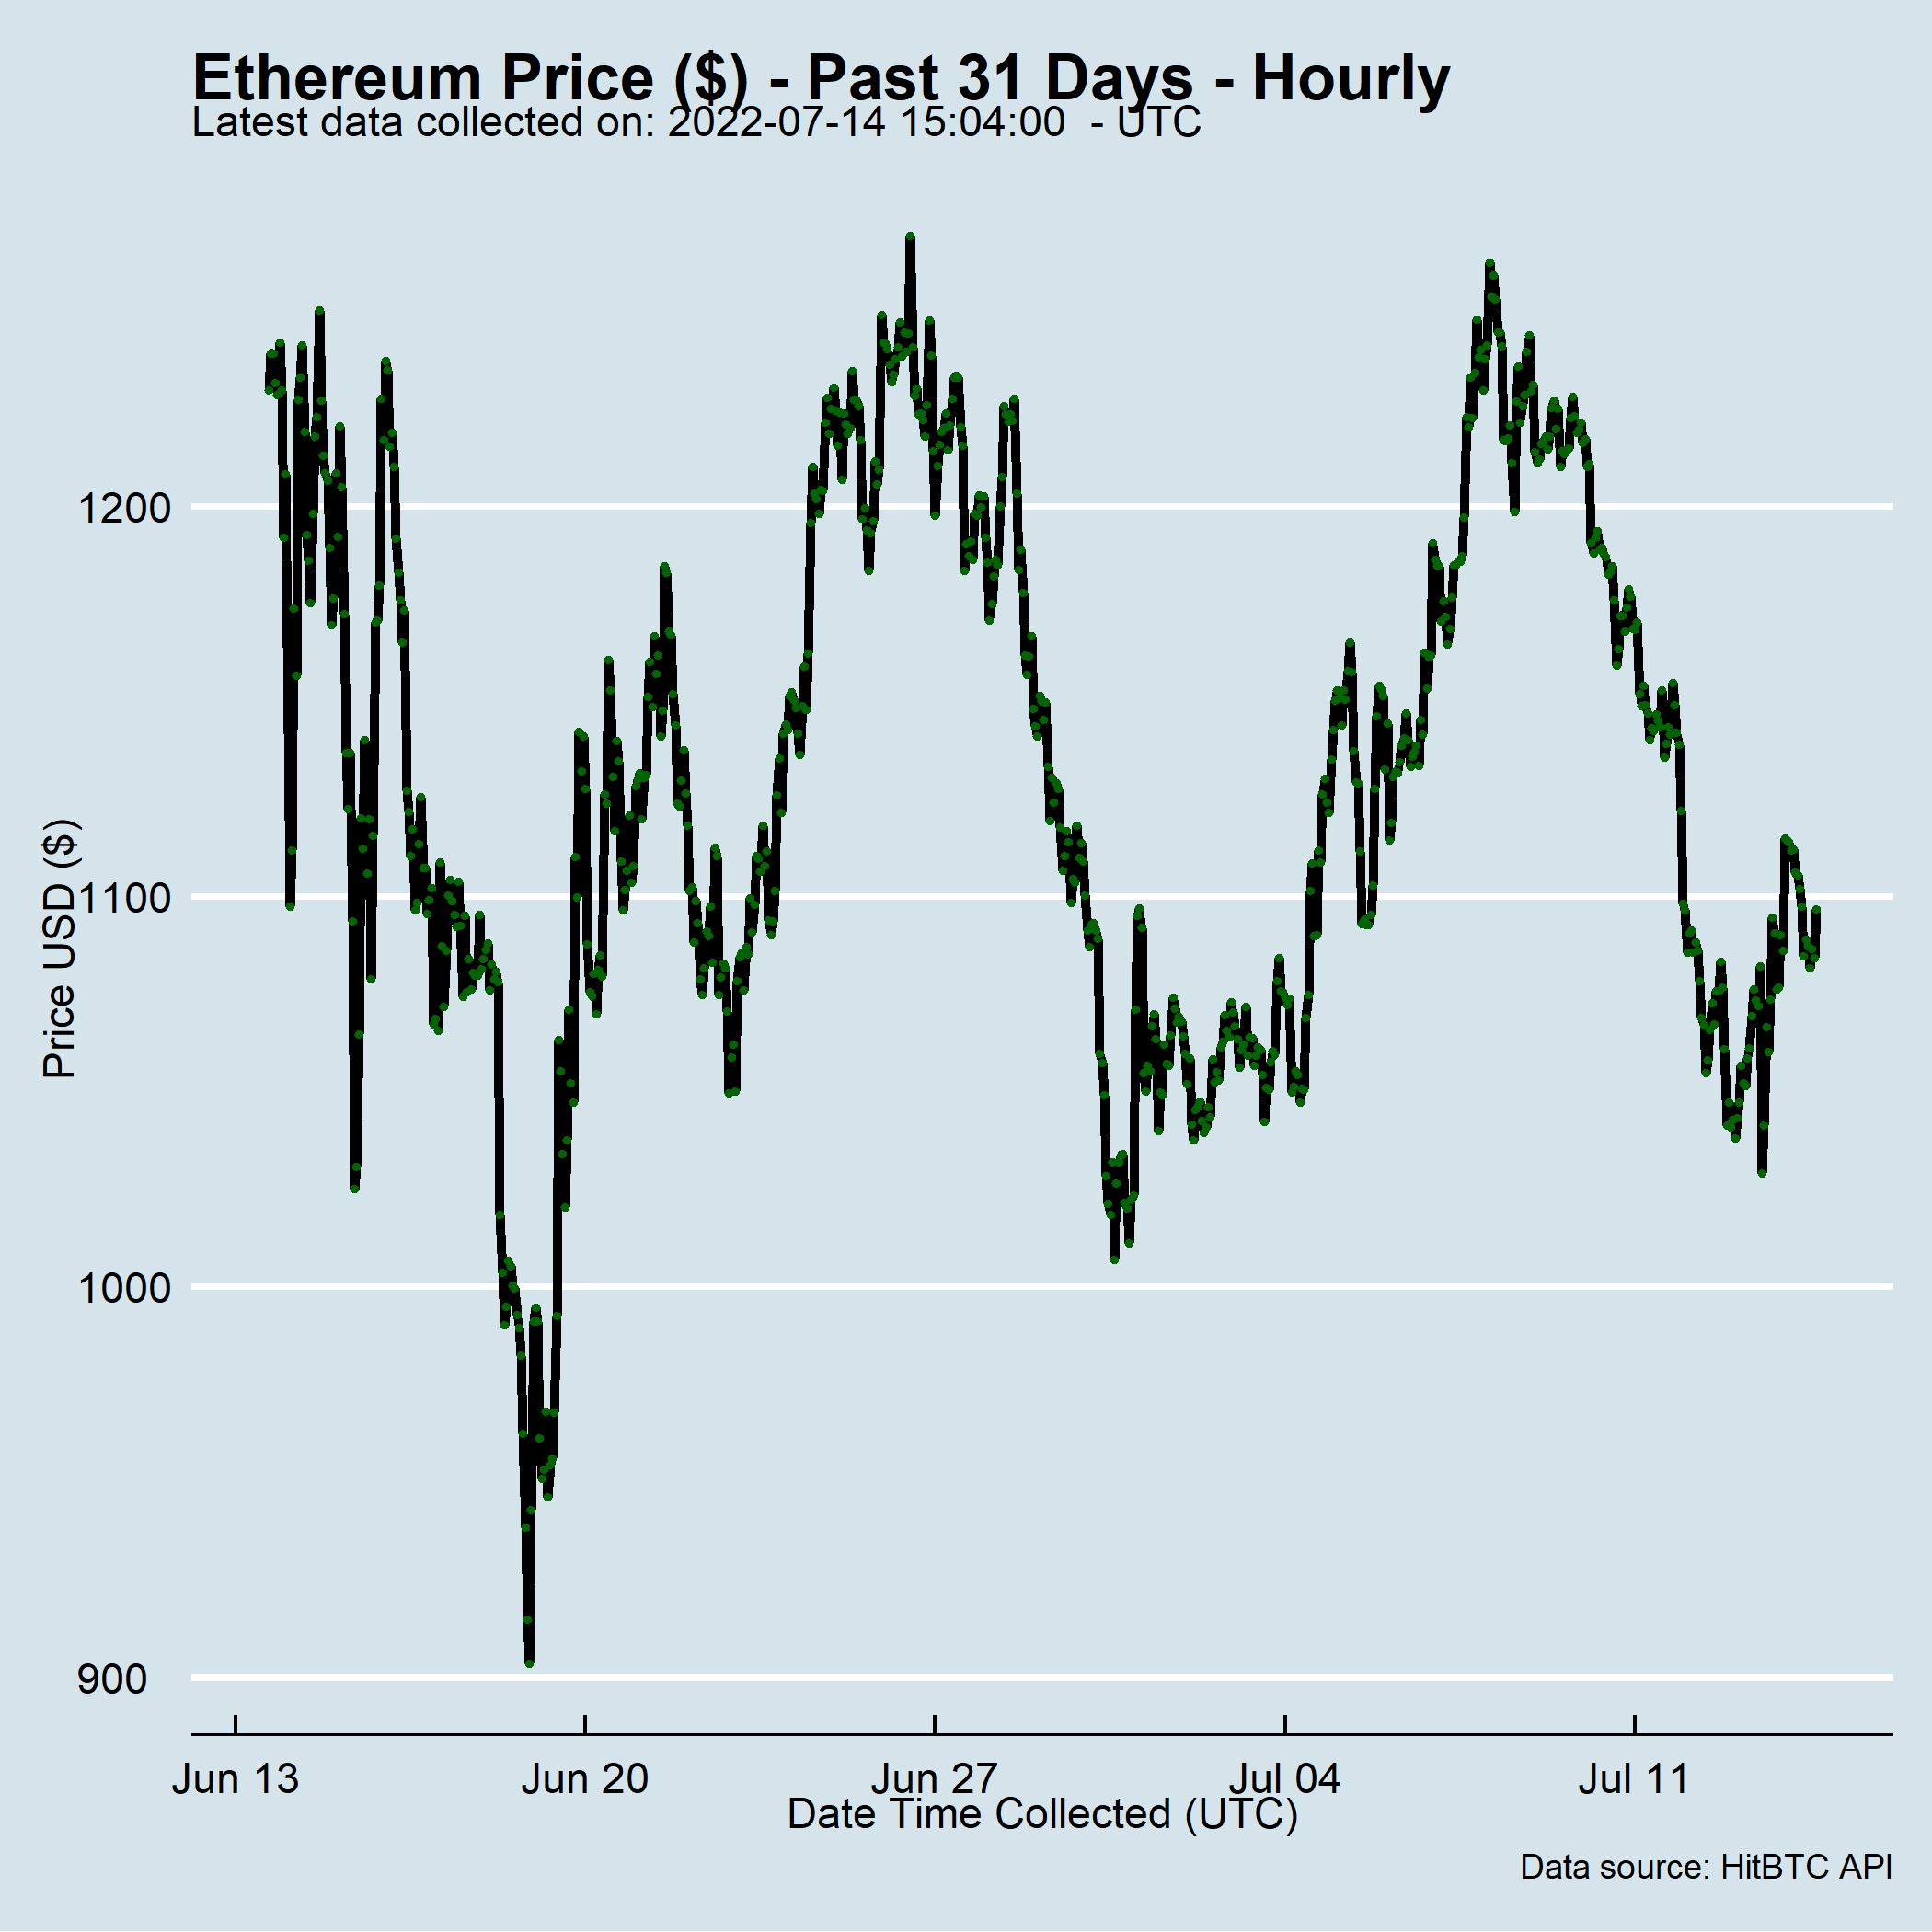 Ethereum Price ($) - Past 31 Days - Hourly
Latest data collected on: 2022-07-14 15:04:00  - UTC
Price USD ($)
1200
1100
1000
900
Jun 13
Jun 20
Jun 27
Jul 04
Jul 11
Date Time Collected (UTC)
Data source: HitBTC API